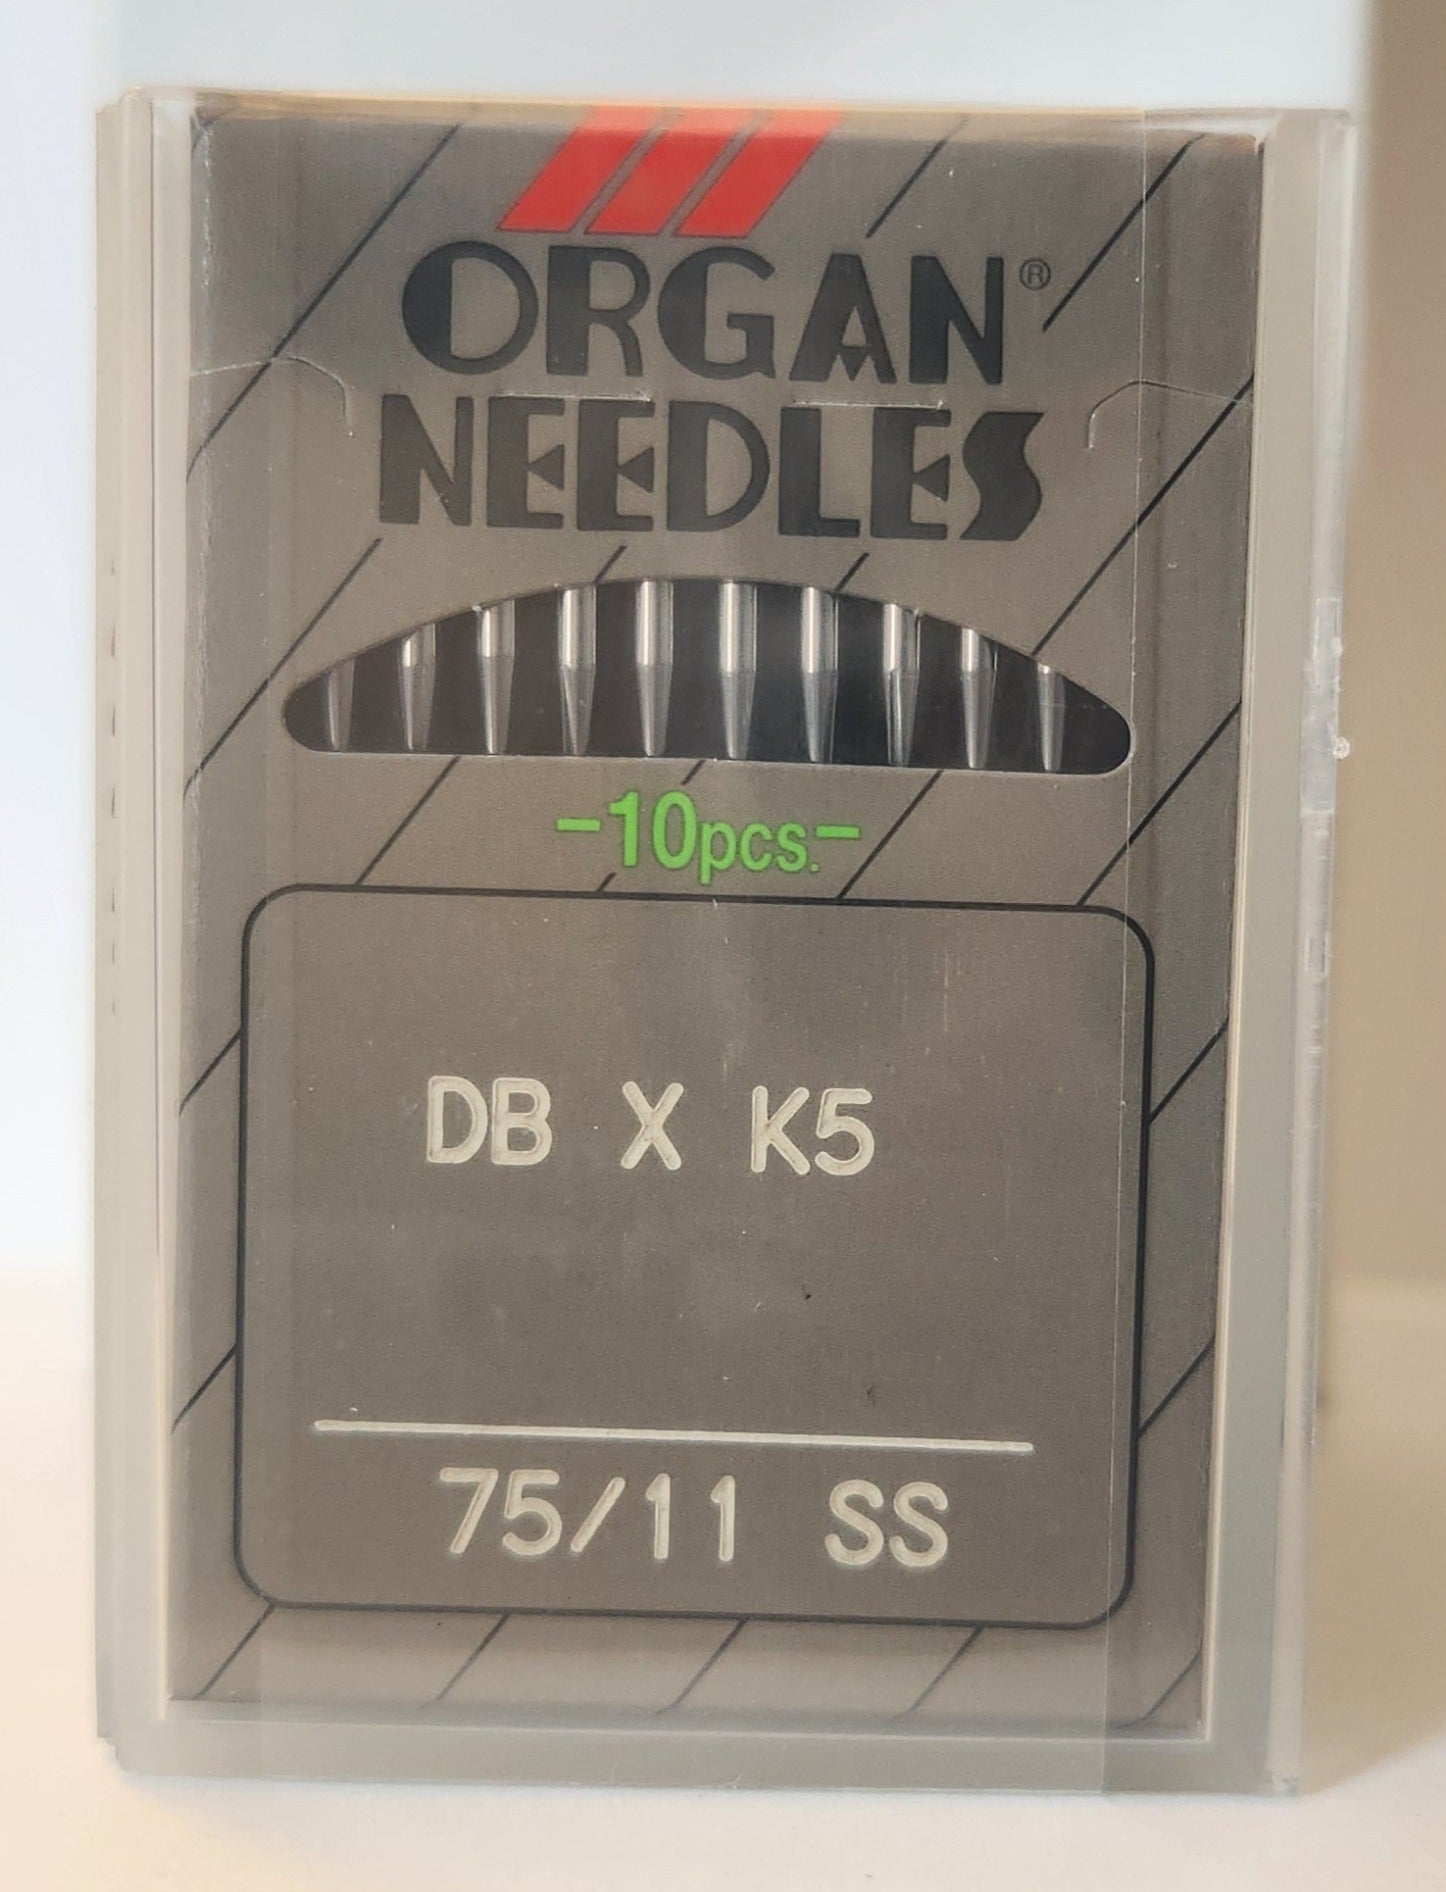 ORGAN®
NEEDLES
-10pcs.-
DB X K5
75/11 SS